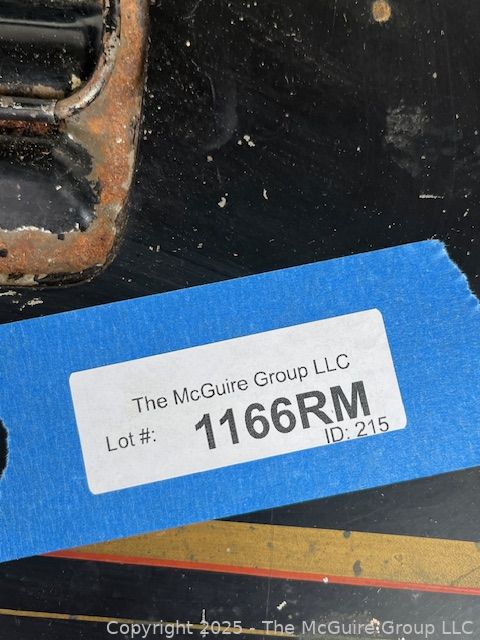 The McGuire Group LLC
Lot #: 1166RM
ID: 215
Copyright © 2025 - The McGuire Group LLC